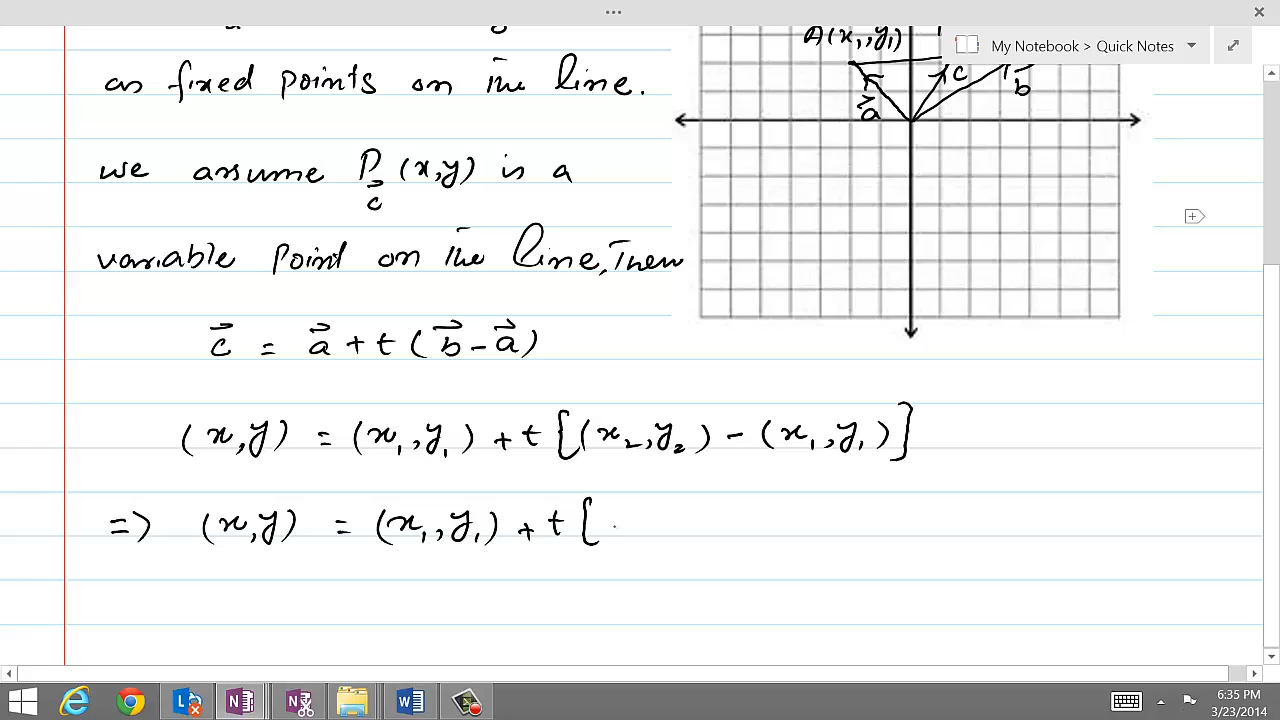 as fixed points on the line.
we assume P (x,y) is a
c⃗
variable point on the line, Then
c⃗ = a⃗ + t ( b⃗ - a⃗ )
(x,y) = (x₁,y₁) + t [(x₂,y₂) - (x₁,y₁)]
=> (x,y) = (x₁,y₁) + t [
A(x₁,y₁)
My Notebook > Quick Notes
c
b
a⃗
6:35 PM
3/23/2014